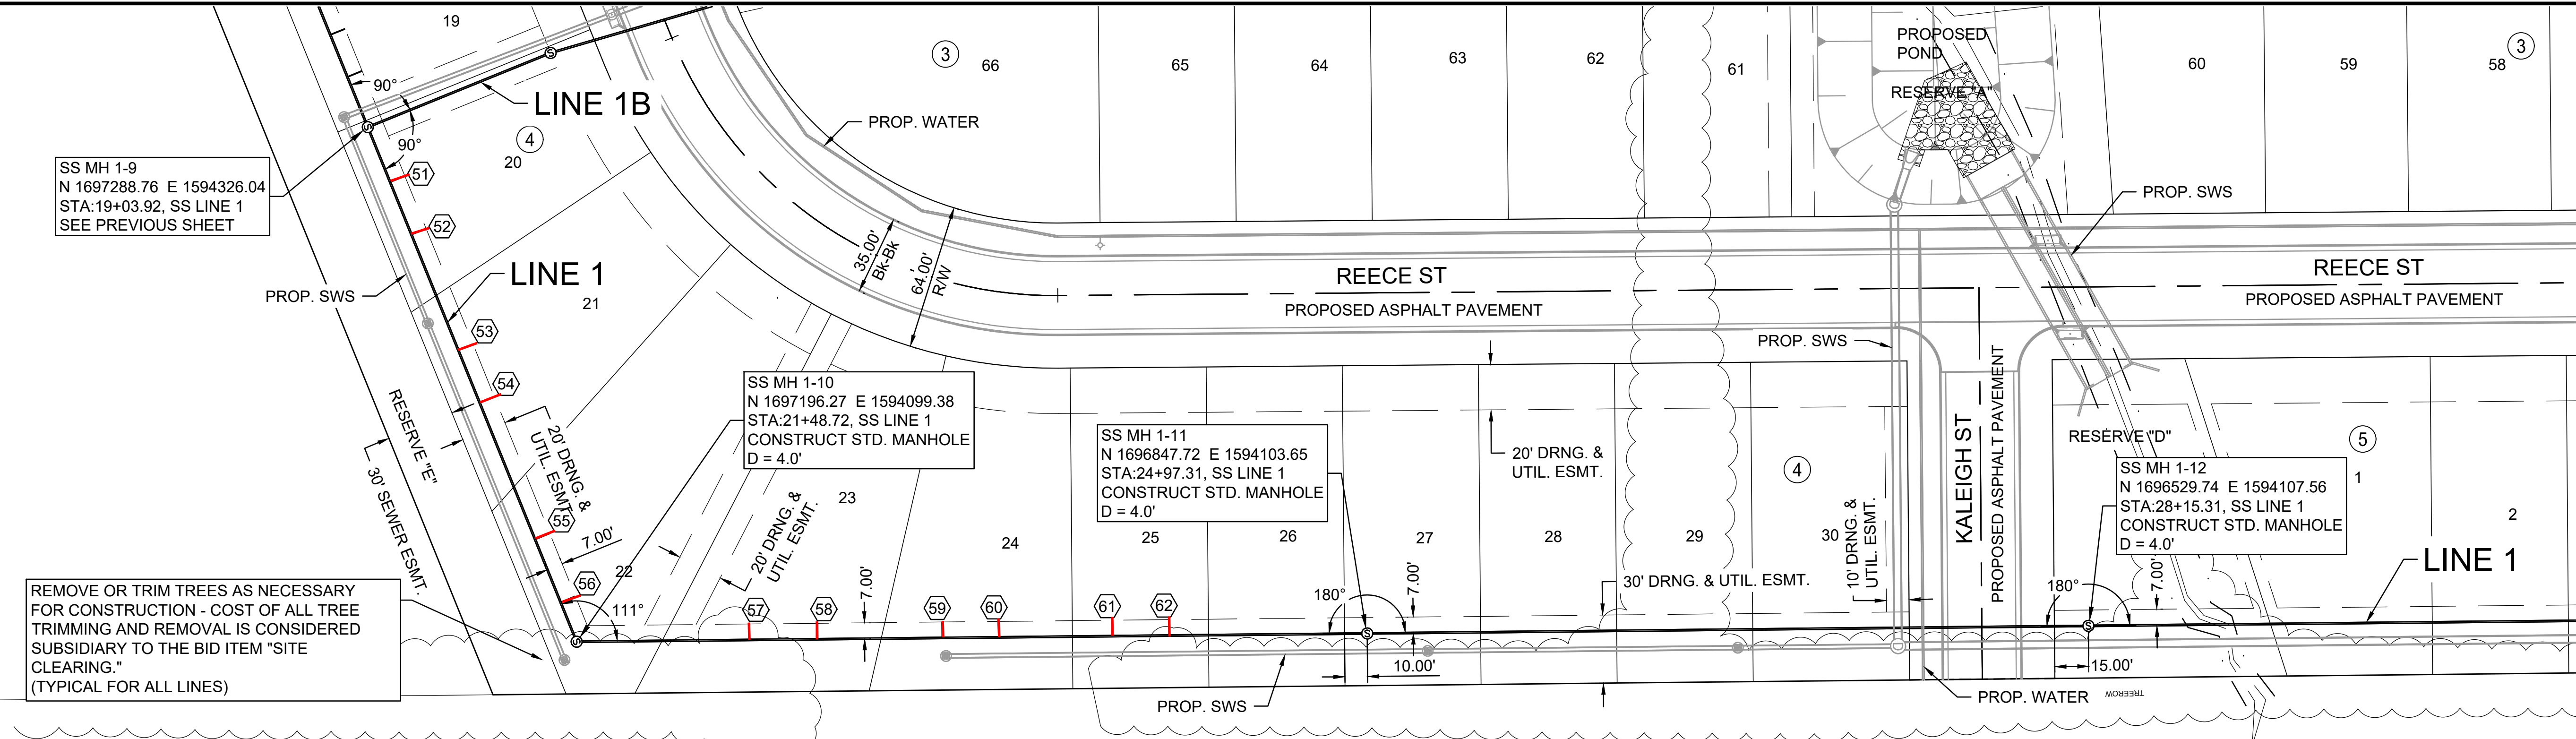 19
3
66
65
64
63
62
61
PROPOSED
POND
RESERVE "A"
60
59
58
3
90°
LINE 1B
PROP. WATER
4
20
90°
51
SS MH 1-9
N 1697288.76 E 1594326.04
STA:19+03.92, SS LINE 1
SEE PREVIOUS SHEET
52
PROP. SWS
35.00'
Bk-Bk
64.00'
R/W
LINE 1
21
PROP. SWS
REECE ST
PROPOSED ASPHALT PAVEMENT
REECE ST
PROPOSED ASPHALT PAVEMENT
53
PROP. SWS
54
RESERVE "E"
20' DRNG. &
UTIL. ESMT.
30' SEWER ESMT.
SS MH 1-10
N 1697196.27 E 1594099.38
STA:21+48.72, SS LINE 1
CONSTRUCT STD. MANHOLE
D = 4.0'
SS MH 1-11
N 1696847.72 E 1594103.65
STA:24+97.31, SS LINE 1
CONSTRUCT STD. MANHOLE
D = 4.0'
20' DRNG. &
UTIL. ESMT.
4
KALEIGH ST
PROPOSED ASPHALT PAVEMENT
RESERVE "D"
5
SS MH 1-12
N 1696529.74 E 1594107.56
STA:28+15.31, SS LINE 1
CONSTRUCT STD. MANHOLE
D = 4.0'
1
2
23
20' DRNG. &
UTIL. ESMT.
24
25
26
27
28
29
30
10' DRNG. &
UTIL. ESMT.
55
7.00'
56
22
LINE 1
REMOVE OR TRIM TREES AS NECESSARY
FOR CONSTRUCTION - COST OF ALL TREE
TRIMMING AND REMOVAL IS CONSIDERED
SUBSIDIARY TO THE BID ITEM "SITE
CLEARING."
(TYPICAL FOR ALL LINES)
111°
57
58
7.00'
59
60
61
62
180°
7.00'
30' DRNG. & UTIL. ESMT.
180°
7.00'
10.00'
15.00'
PROP. SWS
PROP. WATER
TREEROW